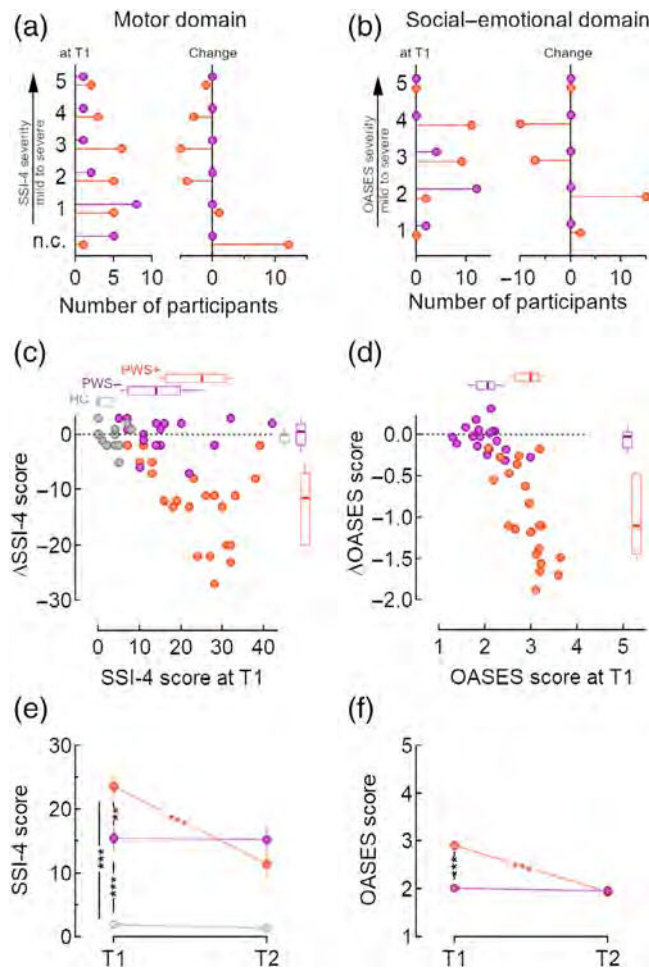 (a) Motor domain
(b) Social–emotional domain
at T1 Change
at T1 Change
SSI-4 severity
mild to severe
5
4
3
2
1
n.c.
0 5 10
0 10
Number of participants
OASES severity
mild to severe
5
4
3
2
1
0 10
−10 0 10
Number of participants
(c)
PWS+
PWS−
HC
ΔSSI-4 score
0
−10
−20
−30
0 10 20 30 40
SSI-4 score at T1
(d)
ΔOASES score
0
−0.5
−1.0
−1.5
−2.0
1 2 3 4 5
OASES score at T1
(e)
SSI-4 score
30
20
10
0
***
***
**
***
T1 T2
(f)
OASES score
5
4
3
2
1
***
***
T1 T2